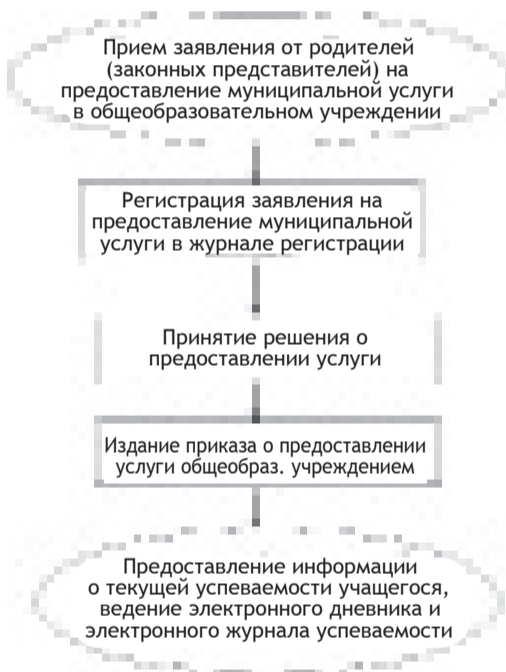 Прием заявления от родителей
(законных представителей) на
предоставление муниципальной услуги
в общеобразовательном учреждении
Регистрация заявления на
предоставление муниципальной
услуги в журнале регистрации
Принятие решения о
предоставлении услуги
Издание приказа о предоставлении
услуги общеобраз. учреждением
Предоставление информации
о текущей успеваемости учащегося,
ведение электронного дневника и
электронного журнала успеваемости